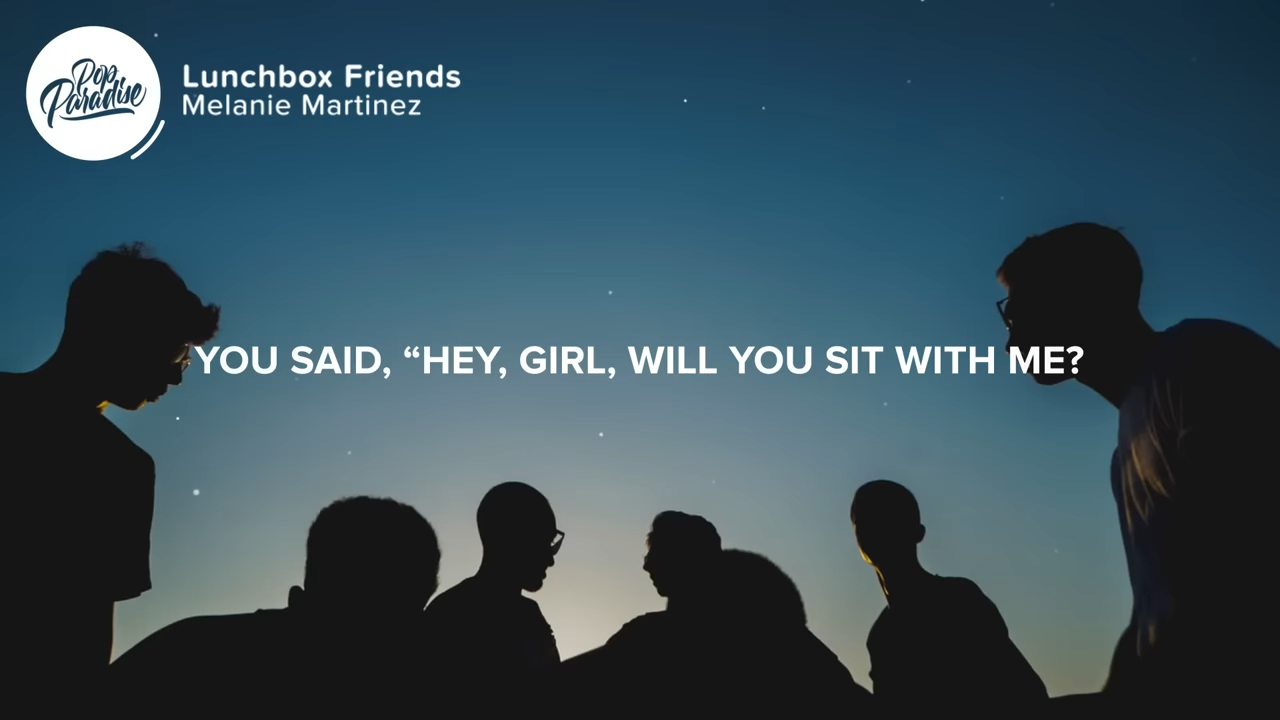 Pop
Paradise
Lunchbox Friends
Melanie Martinez
YOU SAID, “HEY, GIRL, WILL YOU SIT WITH ME?